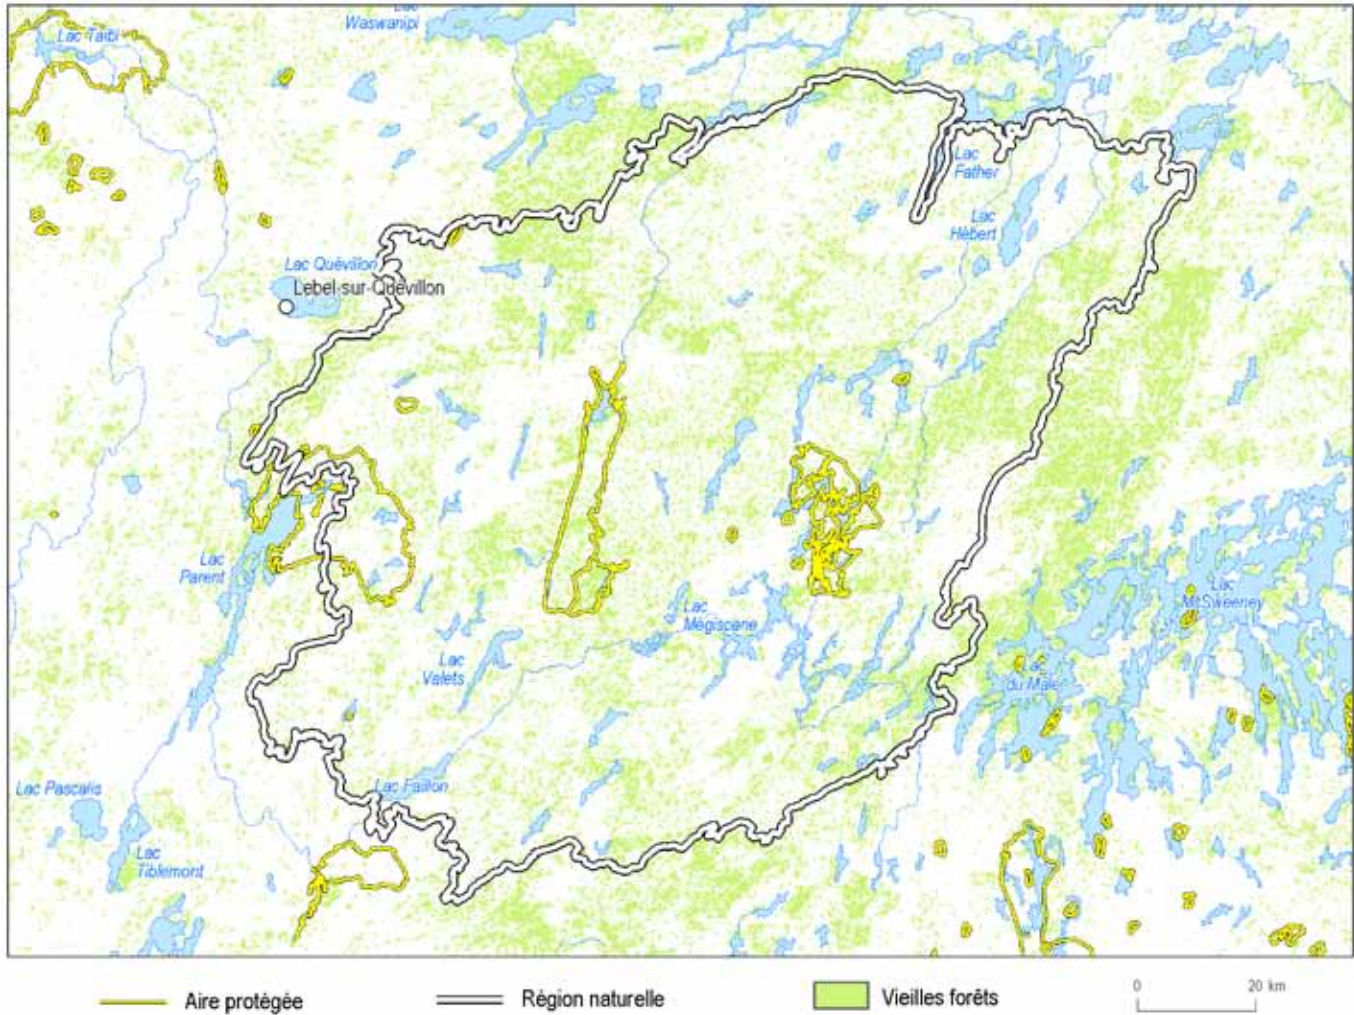 Lac
Waswanipi
Lac Taibi
Lac
Father
Lac
Hébert
Lac Quévillon
Lebel-sur-Quévillon
Lac
Parent
Lac
Mégiscane
Lac
McSweeney
Lac
Valets
Lac
du Mâle
Lac Pascalis
Lac Faillon
Lac
Tiblemont
Aire protégée
Région naturelle
Vieilles forêts
0
20 km